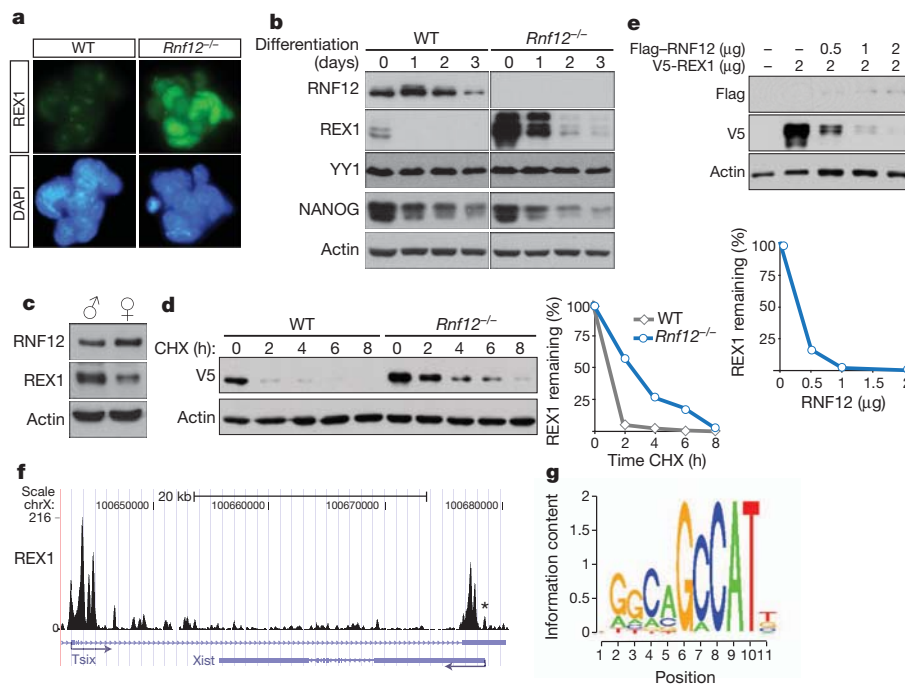 a
WT Rnf12–/–
REX1
DAPI
b
WT Rnf12–/–
Differentiation
(days) 0 1 2 3 0 1 2 3
RNF12
REX1
YY1
NANOG
Actin
e
Flag–RNF12 (μg) – – 0.5 1 2
V5-REX1 (μg) – 2 2 2 2
Flag
V5
Actin
REX1 remaining (%)
100
75
25
0 0.5 1 1.5 2
RNF12 (μg)
c
♂ ♀
RNF12
REX1
Actin
d
WT Rnf12–/–
CHX (h): 0 2 4 6 8 0 2 4 6 8
V5
Actin
REX1 remaining (%)
100
75
25
0 2 4 6 8
Time CHX (h)
WT
Rnf12–/–
f
Scale 20 kb
chrX: 100650000 100660000 100670000 100680000
216
REX1
0
*
Tsix
Xist
g
Information content
2
1.5
1
0.5
0
1 2 3 4 5 6 7 8 9 1011
Position